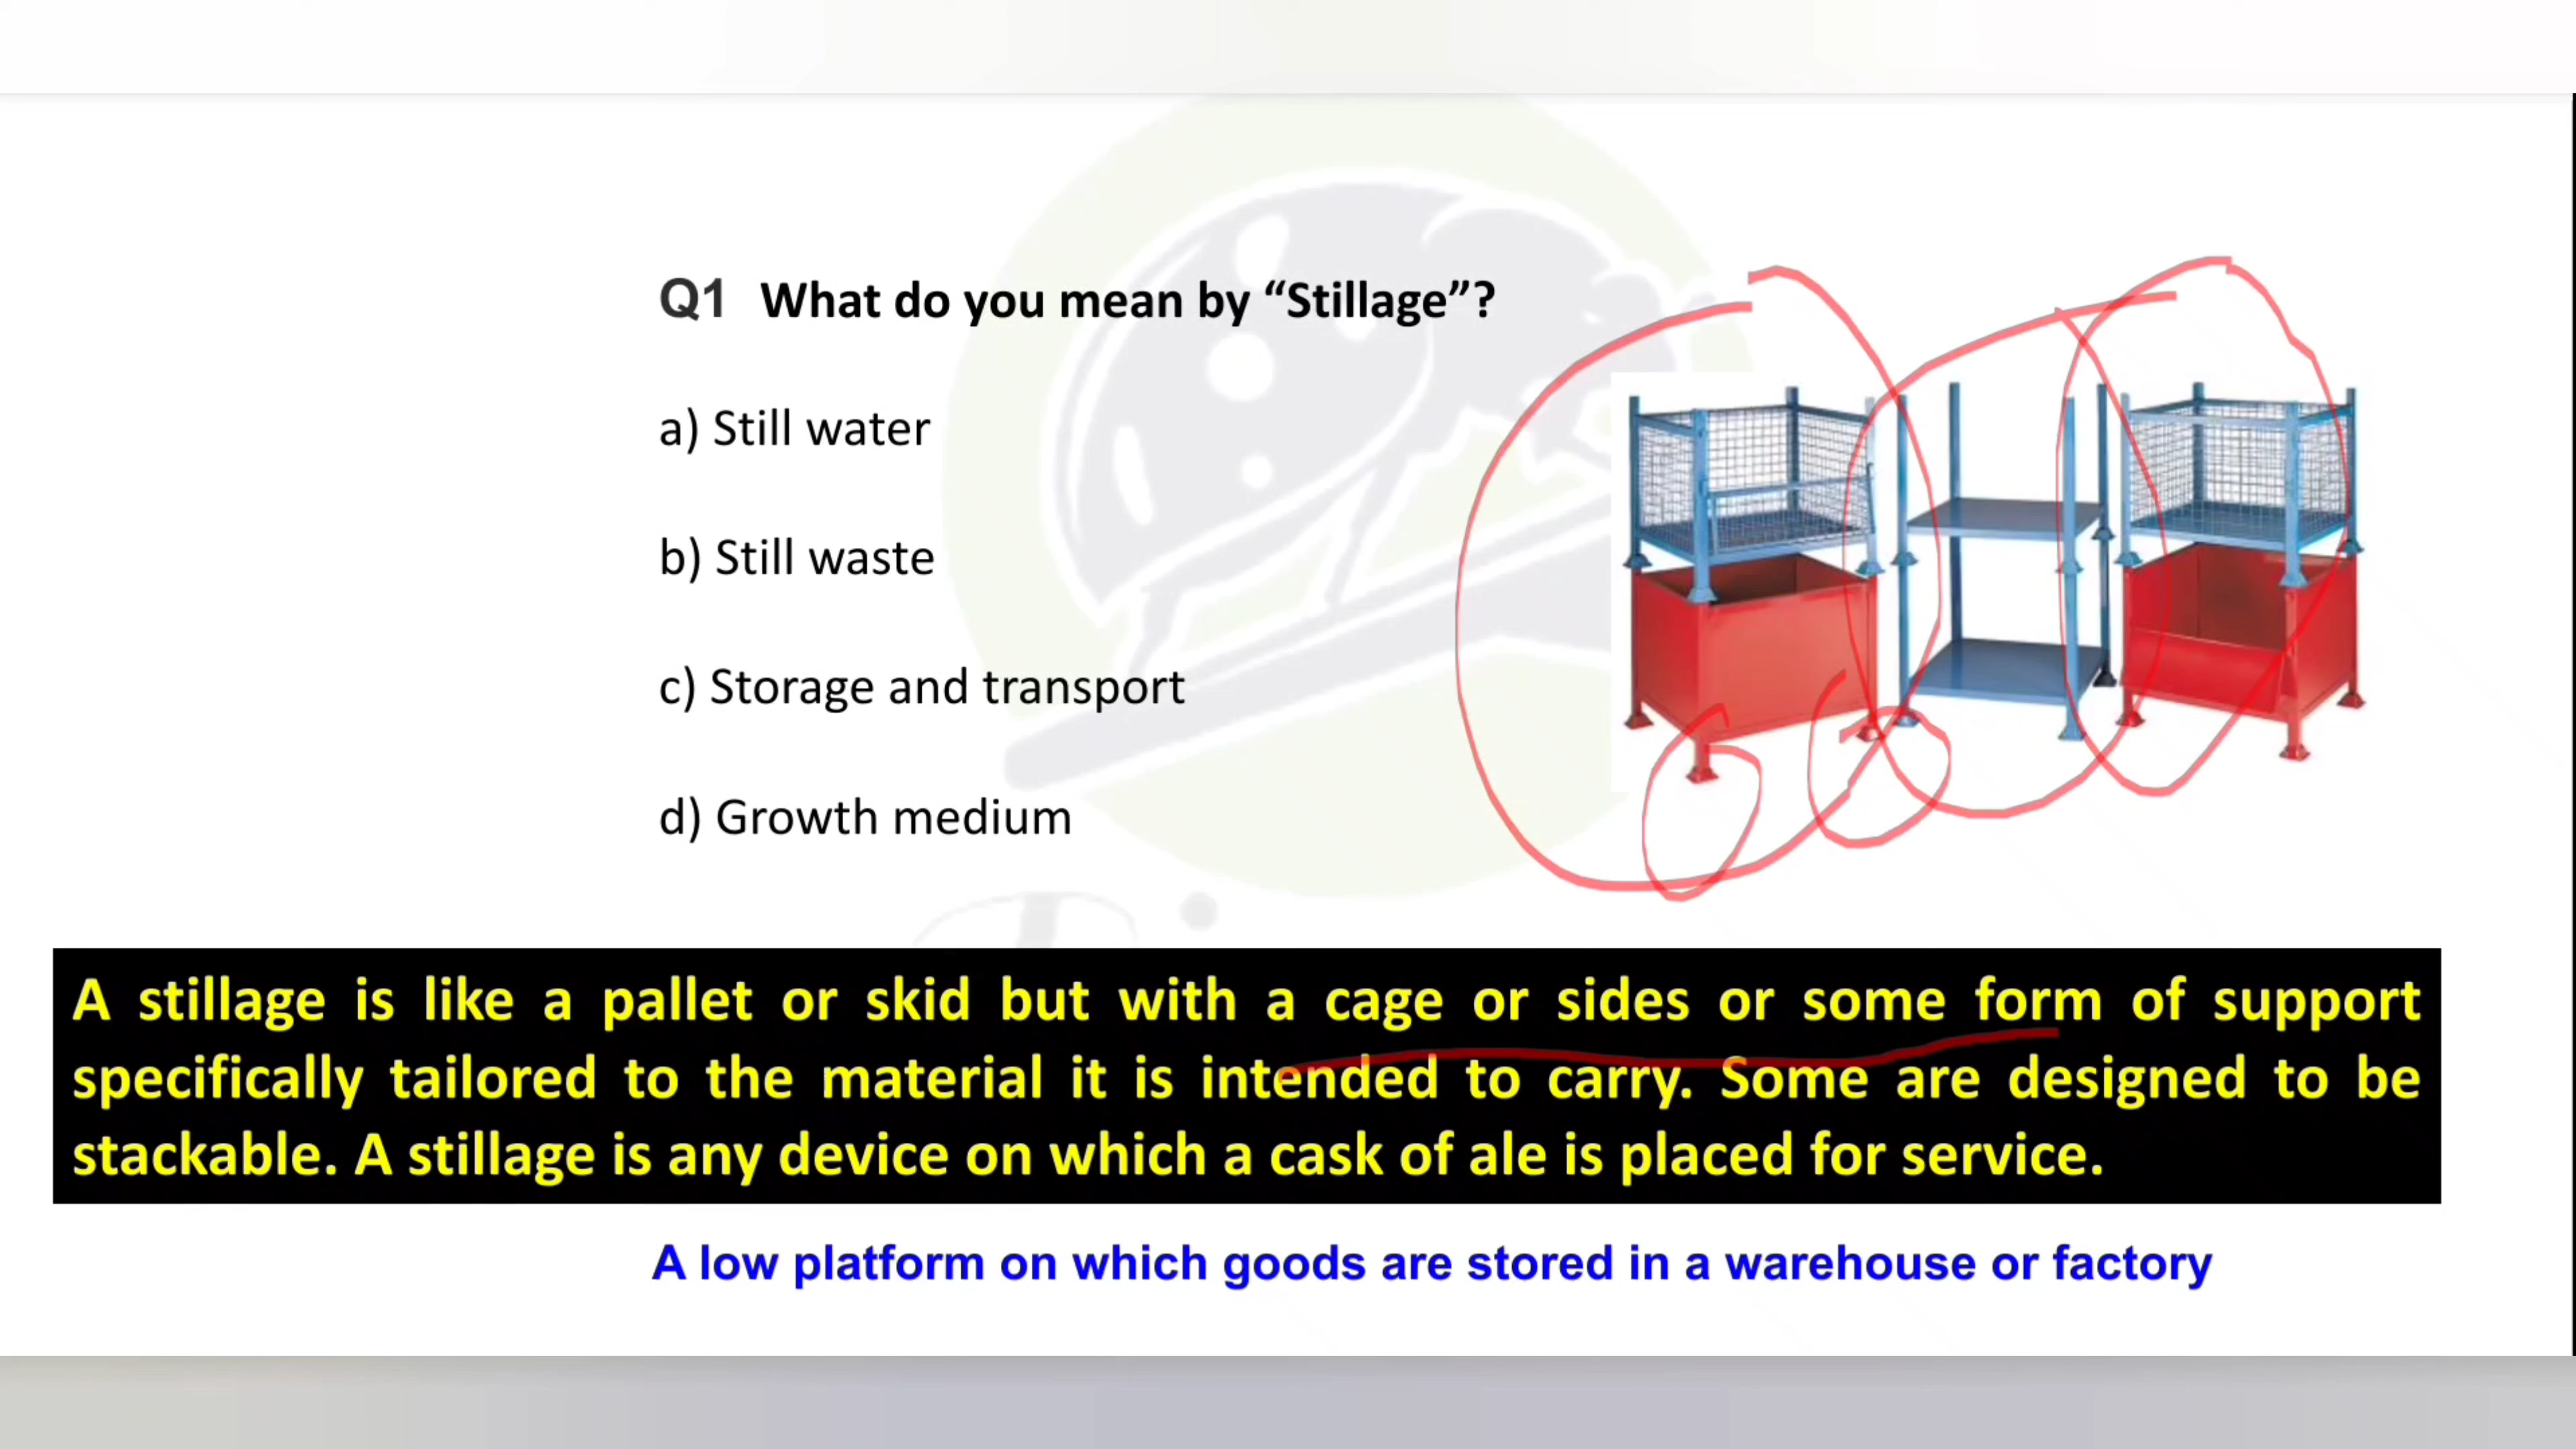 Q1 What do you mean by “Stillage”?
a) Still water
b) Still waste
c) Storage and transport
d) Growth medium
A stillage is like a pallet or skid but with a cage or sides or some form of support
specifically tailored to the material it is intended to carry. Some are designed to be
stackable. A stillage is any device on which a cask of ale is placed for service.
A low platform on which goods are stored in a warehouse or factory